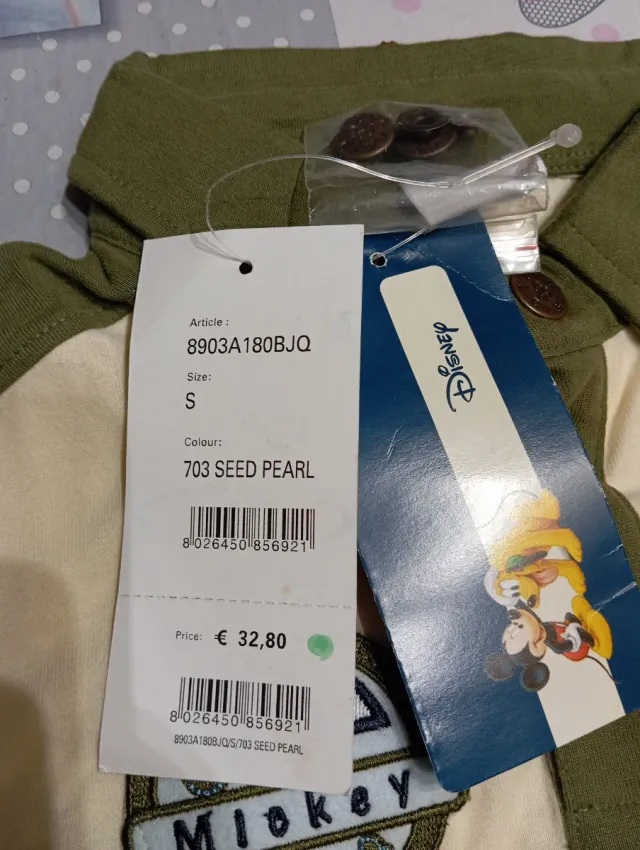 Article :
8903A180BJQ
Size:
S
Colour:
703 SEED PEARL
8 026450 856921
Price: € 32,80
8 026450 856921
8903A180BJQ/S/703 SEED PEARL
DISNEY
Mickey